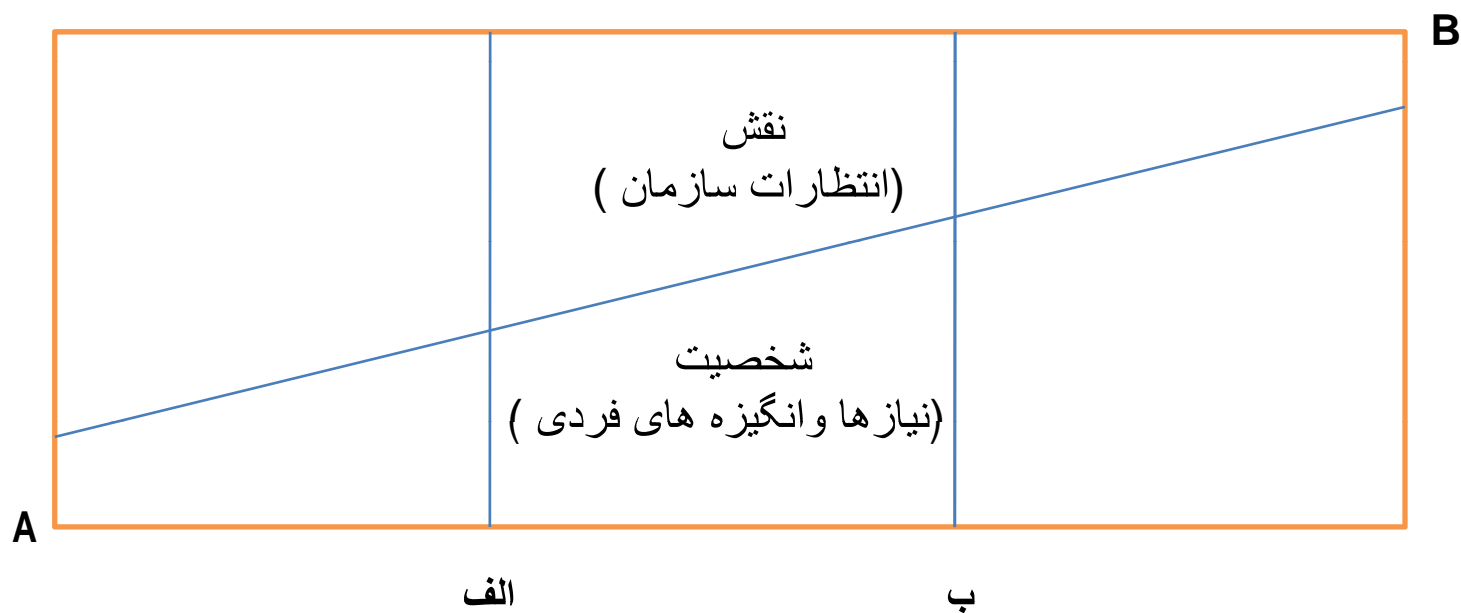 B
نقش
(انتظارات سازمان )
شخصیت
(نیازها وانگیزه های فردی )
A
الف
ب